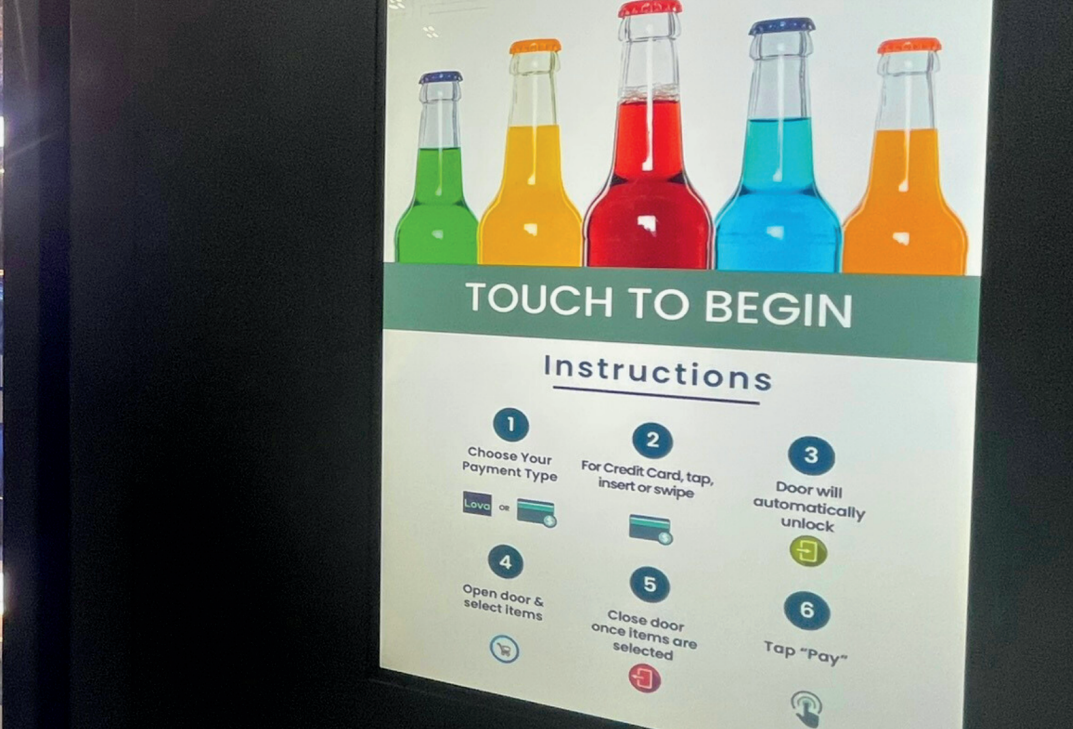 TOUCH TO BEGIN
Instructions
1
Choose Your
Payment Type
Lova OR
2
For Credit Card, tap,
insert or swipe
$
3
Door will
automatically
unlock
4
Open door &
select items
5
Close door
once items are
selected
6
Tap “Pay”